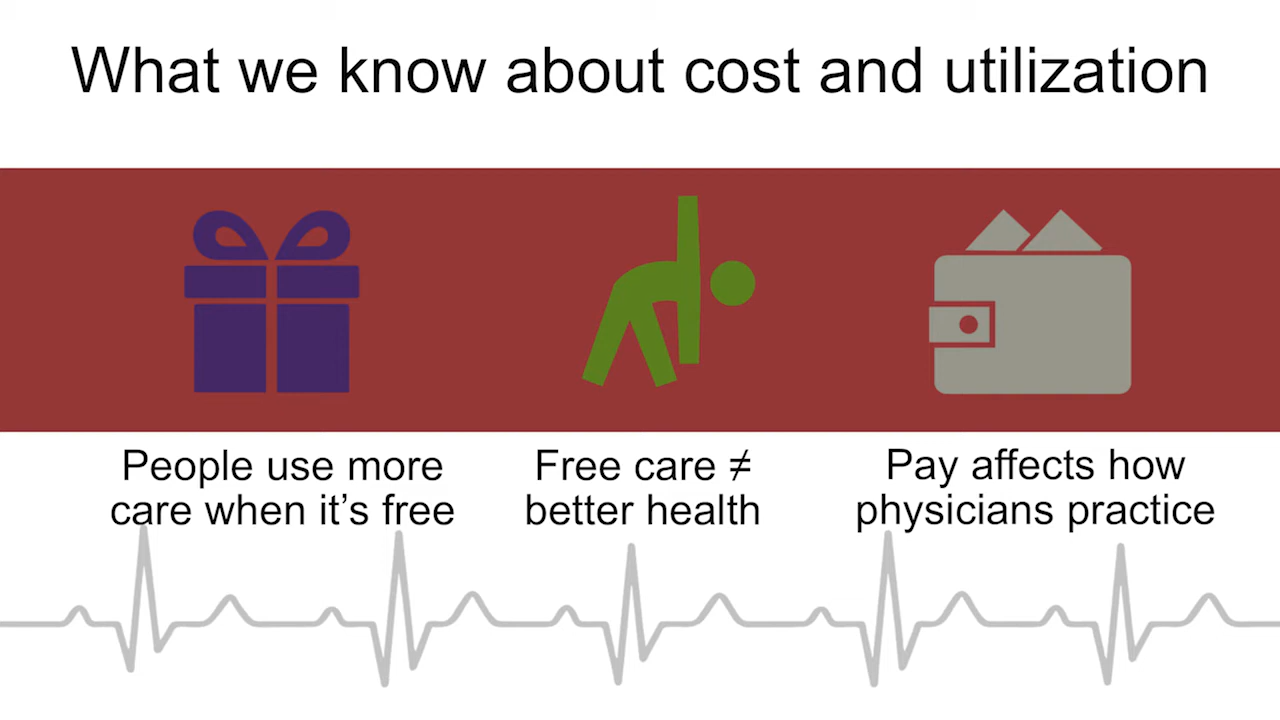 What we know about cost and utilization
People use more
care when it’s free
Free care ≠
better health
Pay affects how
physicians practice